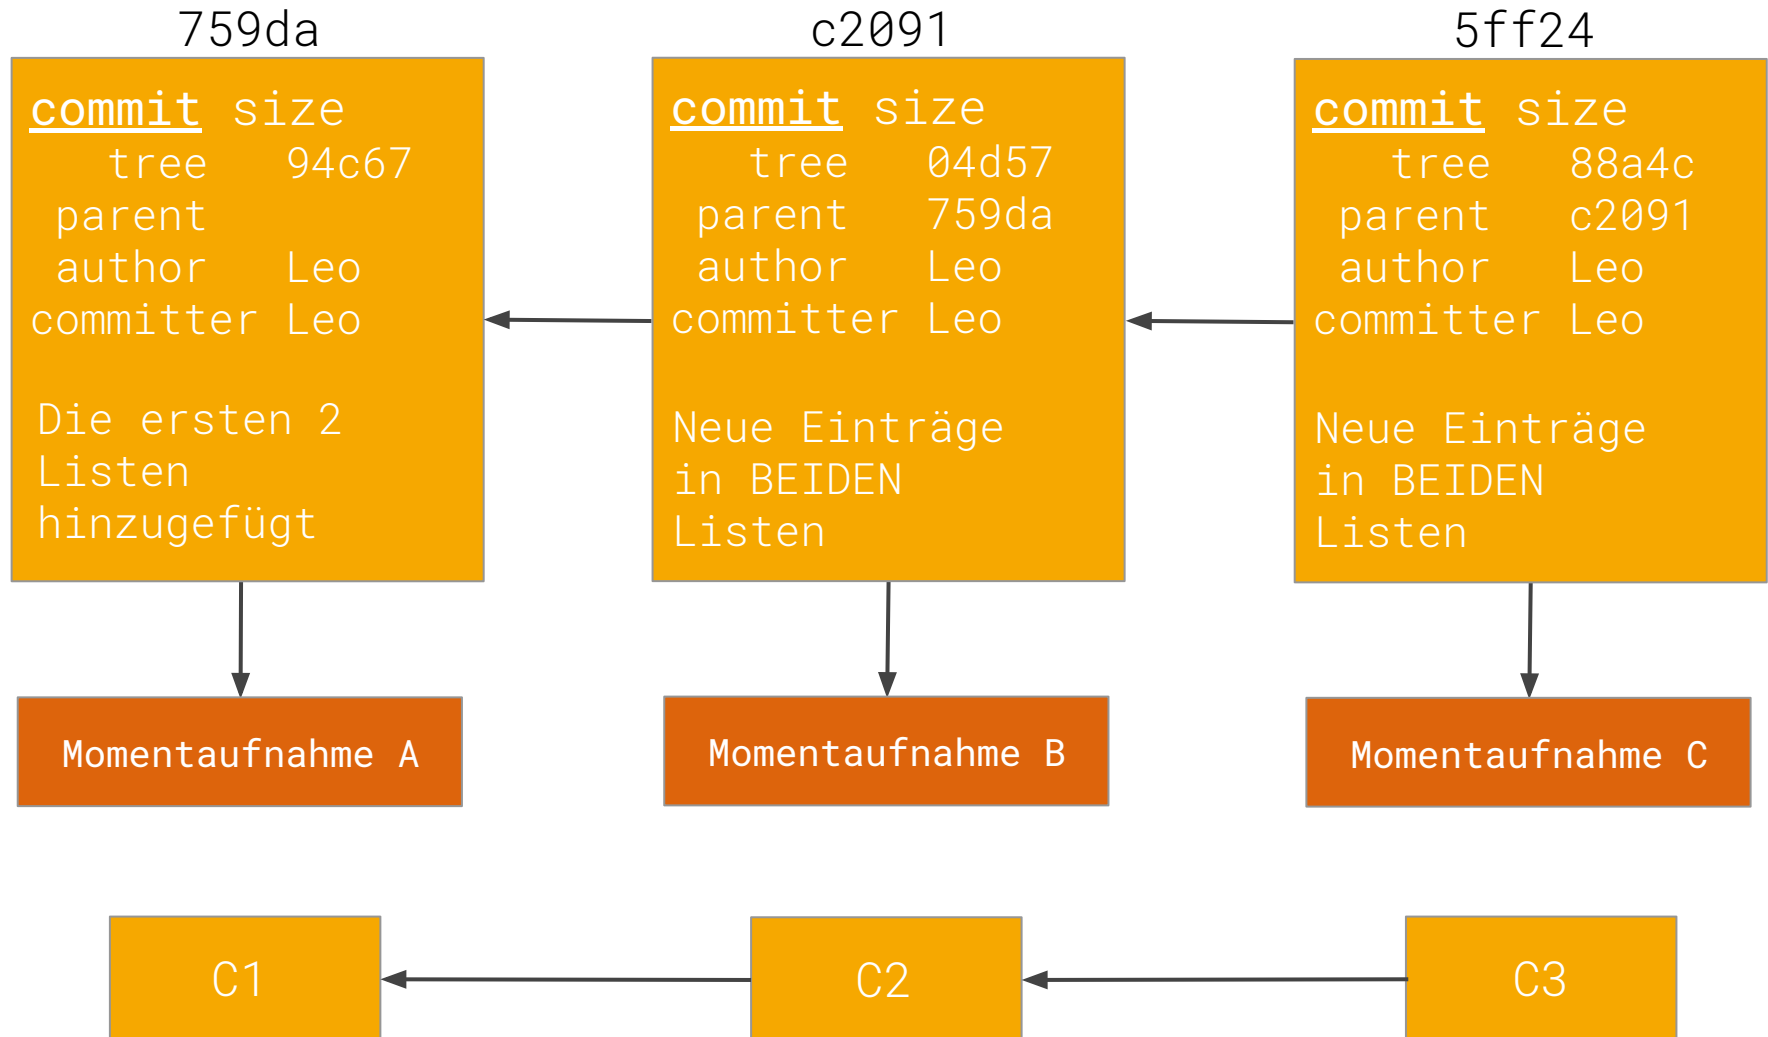 759da
commit size
tree 94c67
parent
author Leo
committer Leo
Die ersten 2
Listen
hinzugefügt
Momentaufnahme A
c2091
commit size
tree 04d57
parent 759da
author Leo
committer Leo
Neue Einträge
in BEIDEN
Listen
Momentaufnahme B
5ff24
commit size
tree 88a4c
parent c2091
author Leo
committer Leo
Neue Einträge
in BEIDEN
Listen
Momentaufnahme C
C1
C2
C3